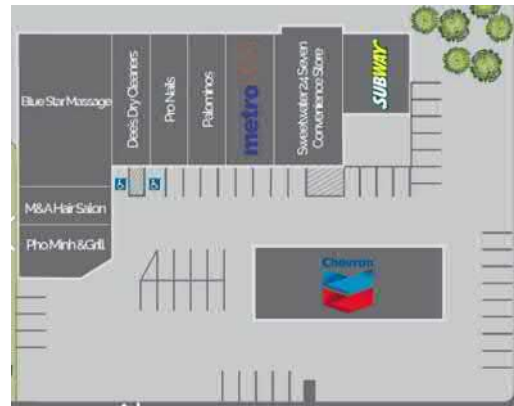 Blue Star Massage
Dee's Dry Cleaners
Pro Nails
Palominos
metro
Sweetwater 24 Seven
Convenience Store
SUBWAY
M&A Hair Salon
Pho Minh & Grill
Chevron